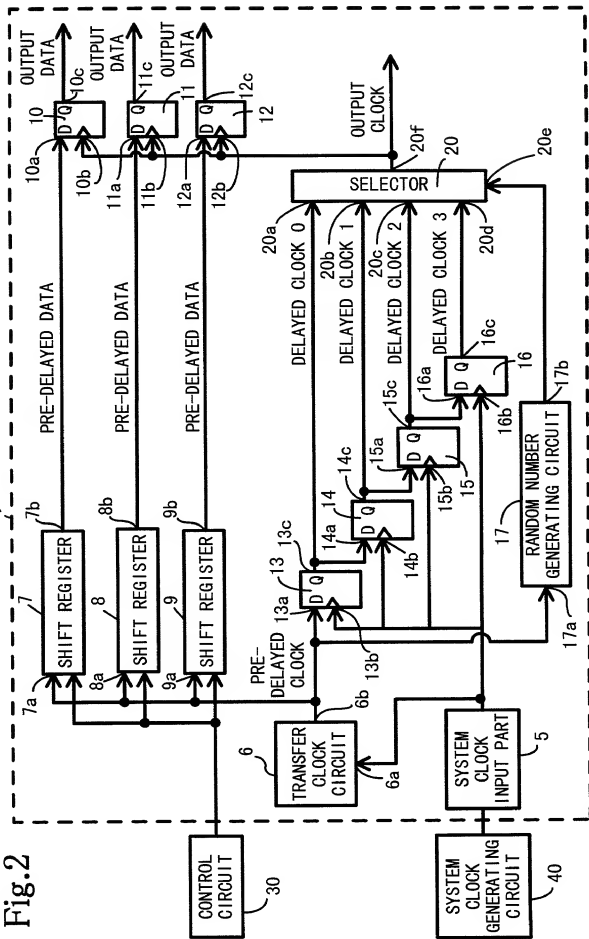 Fig.2
CONTROL
CIRCUIT
30
SYSTEM
CLOCK
GENERATING
CIRCUIT
40
7
7a
SHIFT REGISTER
7b
PRE-DELAYED DATA
10a
10
D Q
10b
10c
OUTPUT
DATA
8
8a
SHIFT REGISTER
8b
PRE-DELAYED DATA
11a
D Q
11b
11c
11
OUTPUT
DATA
9
9a
SHIFT REGISTER
9b
PRE-DELAYED DATA
12a
D Q
12b
12c
12
OUTPUT
DATA
6
TRANSFER
CLOCK
CIRCUIT
6a
6b
PRE-
DELAYED
CLOCK
13a
13
D Q
13b
13c
DELAYED CLOCK 0
20a
14a
14
D Q
14b
14c
DELAYED CLOCK 1
20b
15a
D Q
15b
15c
15
DELAYED CLOCK 2
20c
16a
D Q
16b
16c
16
DELAYED CLOCK 3
20d
SELECTOR
20
20e
20f
OUTPUT
CLOCK
SYSTEM
CLOCK
INPUT PART
5
17
17a
RANDOM NUMBER
GENERATING CIRCUIT
17b